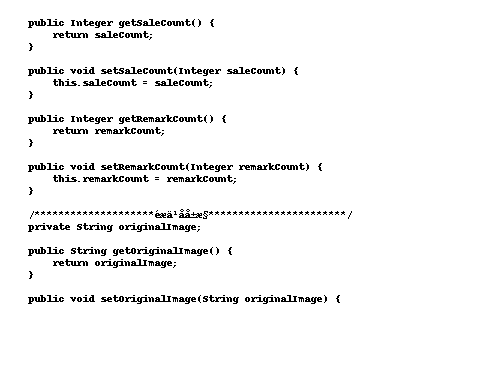 public Integer getSaleCount() {
    return saleCount;
}

public void setSaleCount(Integer saleCount) {
    this.saleCount = saleCount;
}

public Integer getRemarkCount() {
    return remarkCount;
}

public void setRemarkCount(Integer remarkCount) {
    this.remarkCount = remarkCount;
}

/********************éæä¹åå±æ§***********************/
private String originalImage;

public String getOriginalImage() {
    return originalImage;
}

public void setOriginalImage(String originalImage) {